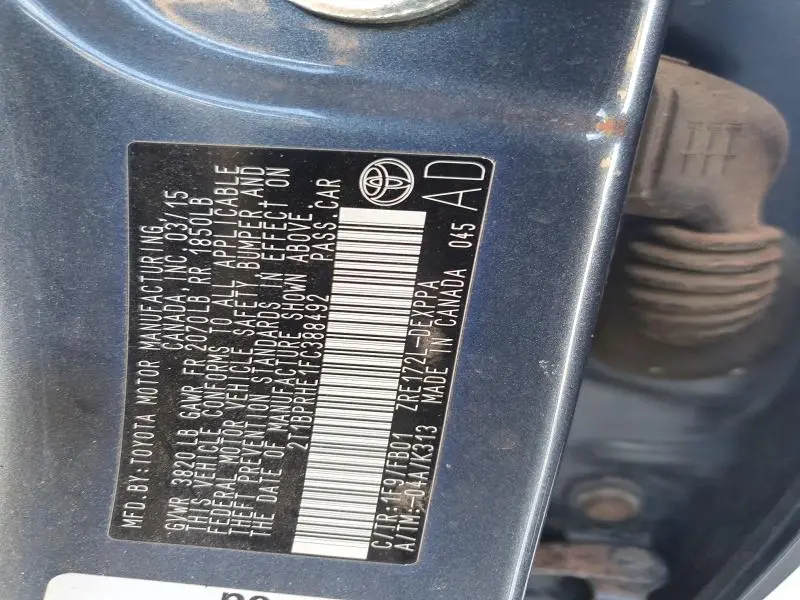 MFD.BY:TOYOTA MOTOR MANUFACTURING
CANADA INC. 03/15
GVWR 3820 LB GAWR FR 2070LB RR 1850LB
THIS VEHICLE CONFORMS TO ALL APPLICABLE
FEDERAL MOTOR VEHICLE SAFETY,BUMPER,AND
THEFT PREVENTION STANDARDS IN EFFECT ON
THE DATE OF MANUFACTURE SHOWN ABOVE.
2T1BPRHE1FC388492 PASS.CAR
C/TR:1F9/FB01 ZRE172L-DEXPPA
A/TM:-04A/K313 MADE IN CANADA 045
AD